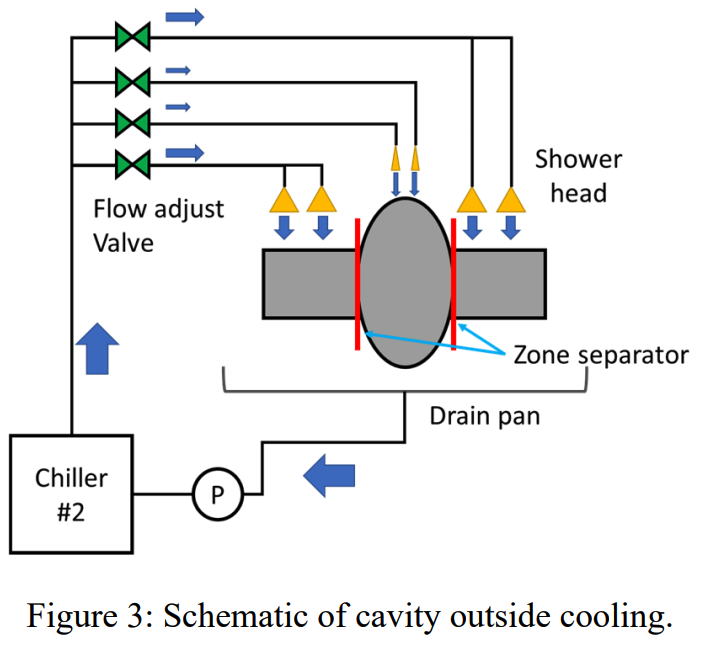 Shower
head
Flow adjust
Valve
Zone separator
Drain pan
Chiller
#2
P
Figure 3: Schematic of cavity outside cooling.